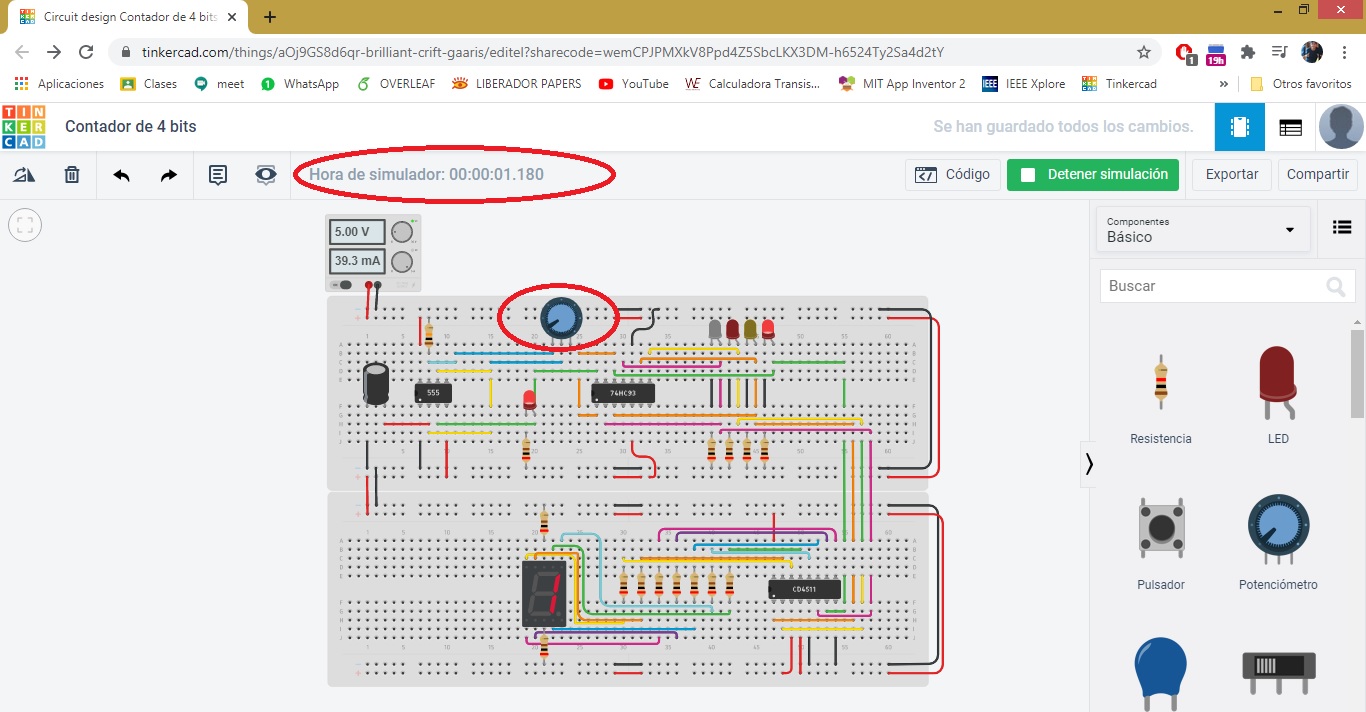 Circuit design Contador de 4 bits
tinkercad.com/things/aOj9GS8d6qr-brilliant-crift-gaaris/editel?sharecode=wemCPJPMXkV8Ppd4Z5SbcLKX3DM-h6524Ty2Sa4d2tY
1
19h
Aplicaciones
Clases
meet
WhatsApp
OVERLEAF
LIBERADOR PAPERS
YouTube
Calculadora Transis...
MIT App Inventor 2
IEEE
IEEE Xplore
Tinkercad
»
Otros favoritos
TIN
KER
CAD
Contador de 4 bits
Se han guardado todos los cambios.
Hora de simulador: 00:00:01.180
Código
Detener simulación
Exportar
Compartir
5.00 V
39.3 mA
Componentes
Básico
Buscar
555
74HC93
CD4511
Resistencia
LED
Pulsador
Potenciómetro